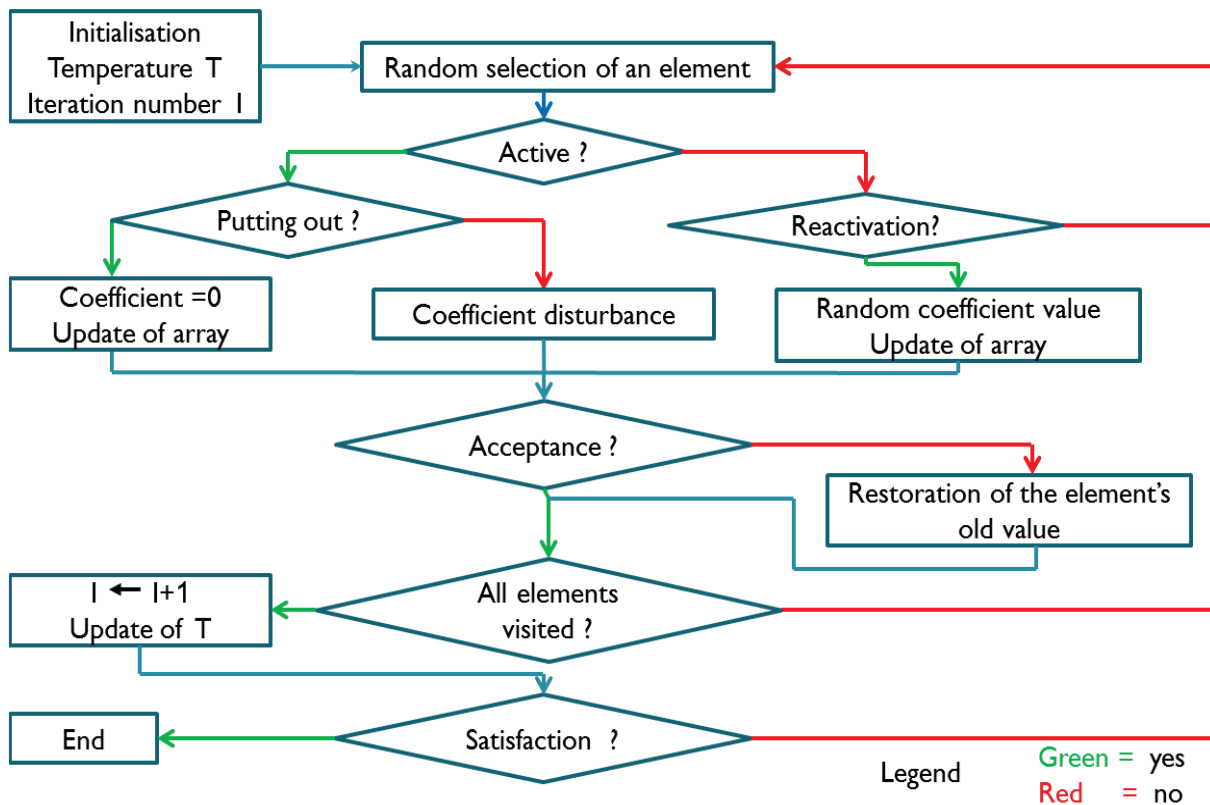 Initialisation
Temperature T
Iteration number I
Random selection of an element
Active ?
Putting out ?
Reactivation?
Coefficient =0
Update of array
Coefficient disturbance
Random coefficient value
Update of array
Acceptance ?
Restoration of the element's
old value
I ← I+1
Update of T
All elements
visited ?
End
Satisfaction ?
Legend
Green = yes
Red = no